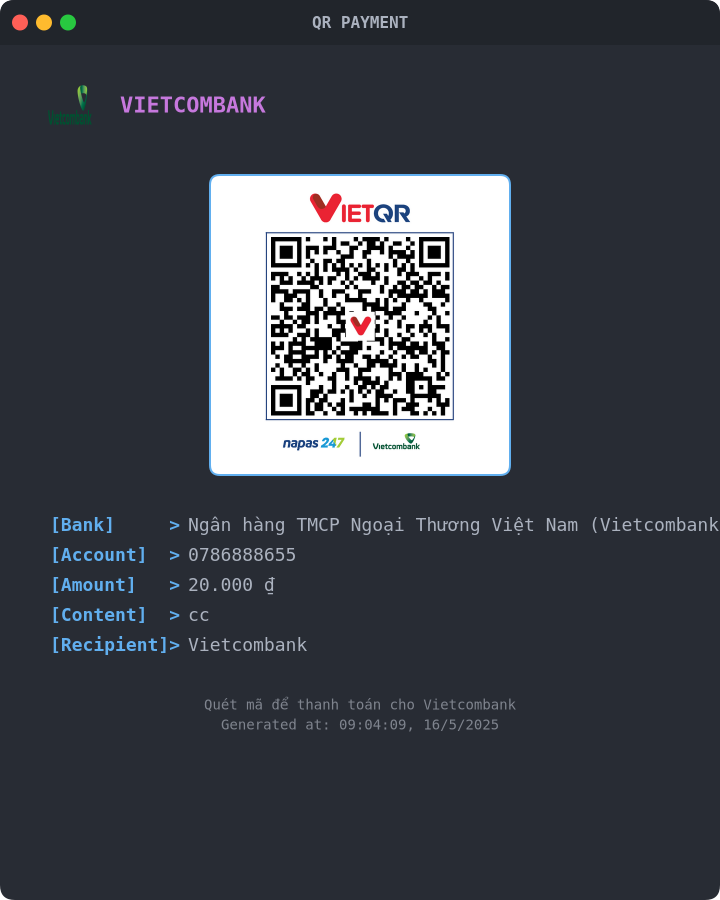 QR PAYMENT
Vietcombank
VIETCOMBANK
VIETQR
napas 247
Vietcombank
[Bank] > Ngân hàng TMCP Ngoại Thương Việt Nam (Vietcombank
[Account] > 0786888655
[Amount] > 20.000 ₫
[Content] > cc
[Recipient]> Vietcombank
Quét mã để thanh toán cho Vietcombank
Generated at: 09:04:09, 16/5/2025